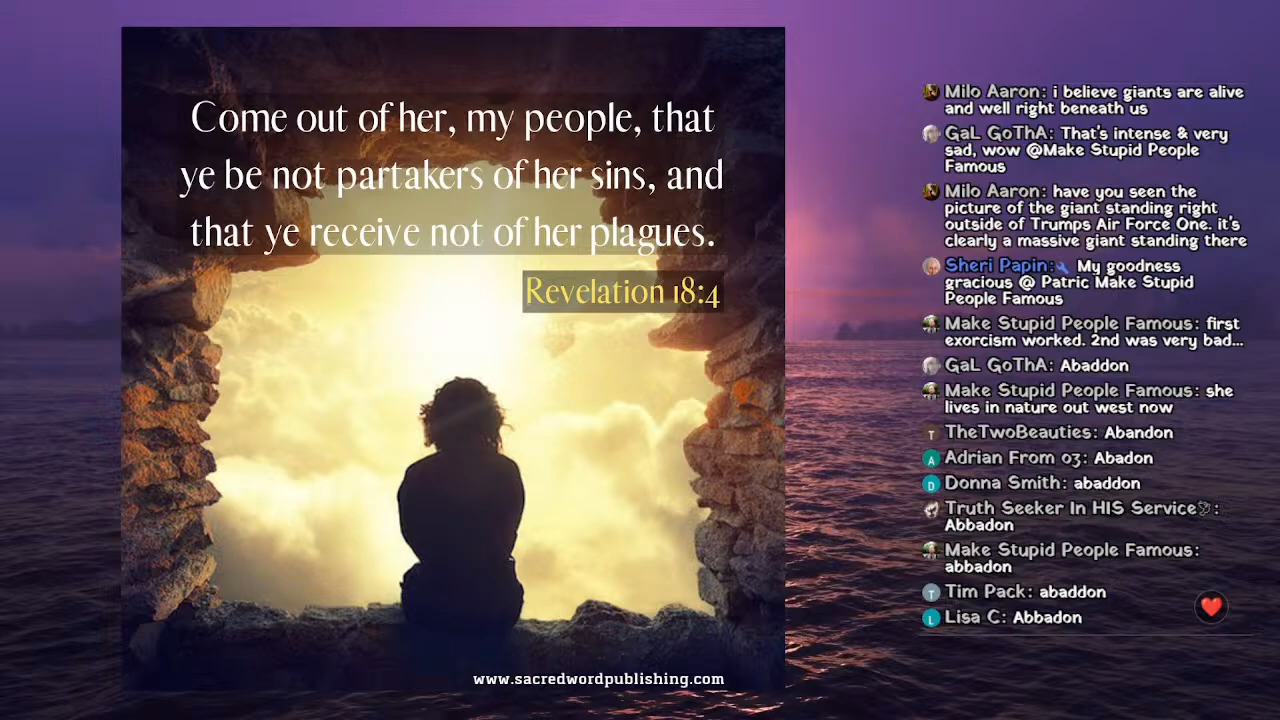 Come out of her, my people, that
ye be not partakers of her sins, and
that ye receive not of her plagues.
Revelation 18:4
www.sacredwordpublishing.com
Milo Aaron: i believe giants are alive
and well right beneath us
GaL GoThA: That's intense & very
sad, wow @Make Stupid People
Famous
Milo Aaron: have you seen the
picture of the giant standing right
outside of Trumps Air Force One. it's
clearly a massive giant standing there
Sheri Papin: My goodness
gracious @ Patric Make Stupid
People Famous
Make Stupid People Famous: first
exorcism worked. 2nd was very bad...
GaL GoThA: Abaddon
Make Stupid People Famous: she
lives in nature out west now
T TheTwoBeauties: Abandon
A Adrian From 03: Abadon
D Donna Smith: abaddon
Truth Seeker In HIS Service🕊:
Abbadon
Make Stupid People Famous:
abbadon
T Tim Pack: abaddon
L Lisa C: Abbadon